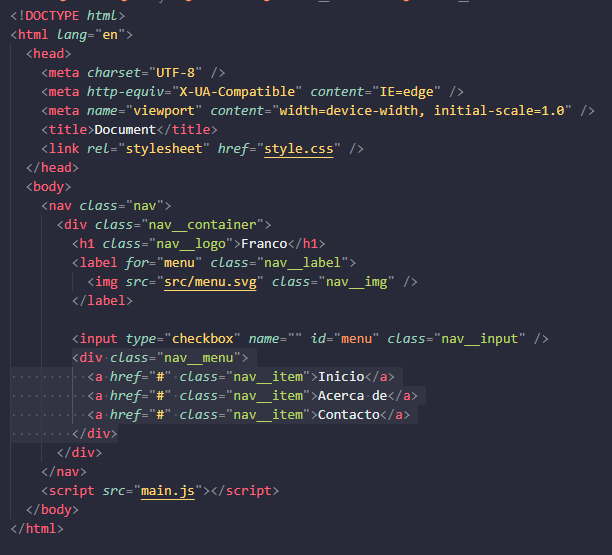 <!DOCTYPE html>
<html lang="en">
  <head>
    <meta charset="UTF-8" />
    <meta http-equiv="X-UA-Compatible" content="IE=edge" />
    <meta name="viewport" content="width=device-width, initial-scale=1.0" />
    <title>Document</title>
    <link rel="stylesheet" href="style.css" />
  </head>
  <body>
    <nav class="nav">
      <div class="nav__container">
        <h1 class="nav__logo">Franco</h1>
        <label for="menu" class="nav__label">
          <img src="src/menu.svg" class="nav__img" />
        </label>

        <input type="checkbox" name="" id="menu" class="nav__input" />
        <div class="nav__menu">
          <a href="#" class="nav__item">Inicio</a>
          <a href="#" class="nav__item">Acerca de</a>
          <a href="#" class="nav__item">Contacto</a>
        </div>
      </div>
    </nav>
    <script src="main.js"></script>
  </body>
</html>